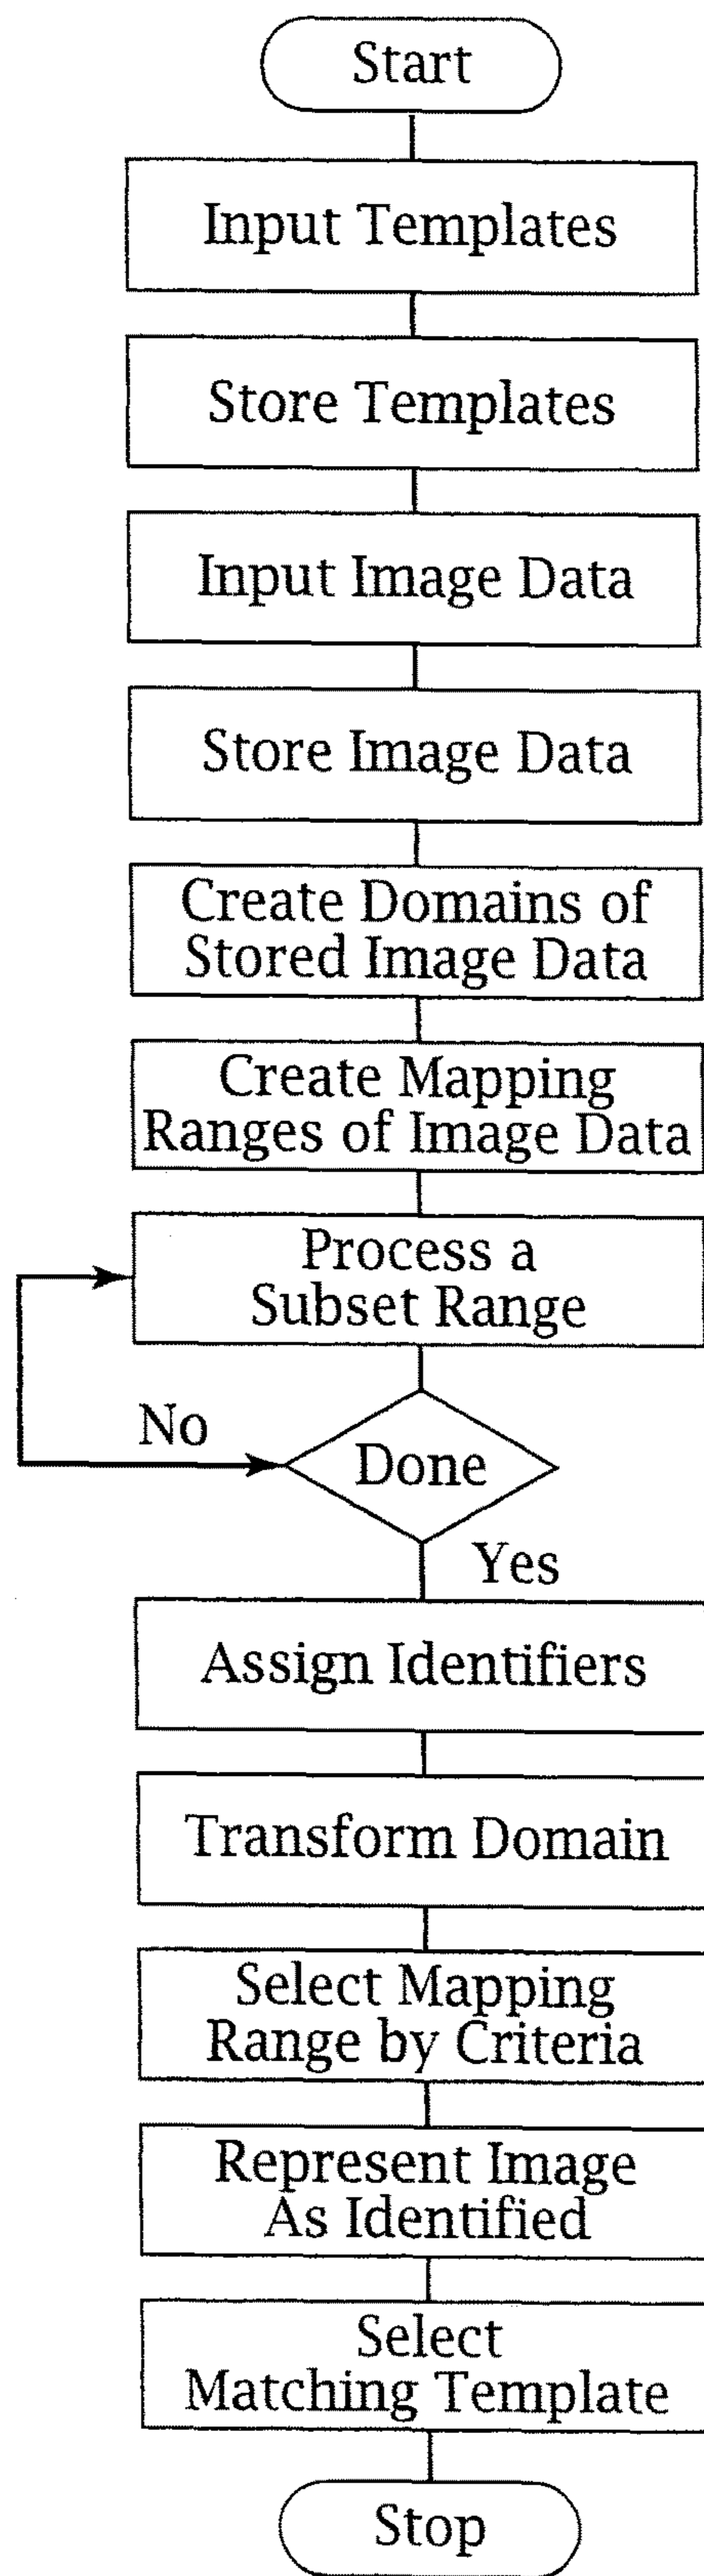 Start
Input Templates
Store Templates
Input Image Data
Store Image Data
Create Domains of
Stored Image Data
Create Mapping
Ranges of Image Data
Process a
Subset Range
No
Done
Yes
Assign Identifiers
Transform Domain
Select Mapping
Range by Criteria
Represent Image
As Identified
Select
Matching Template
Stop